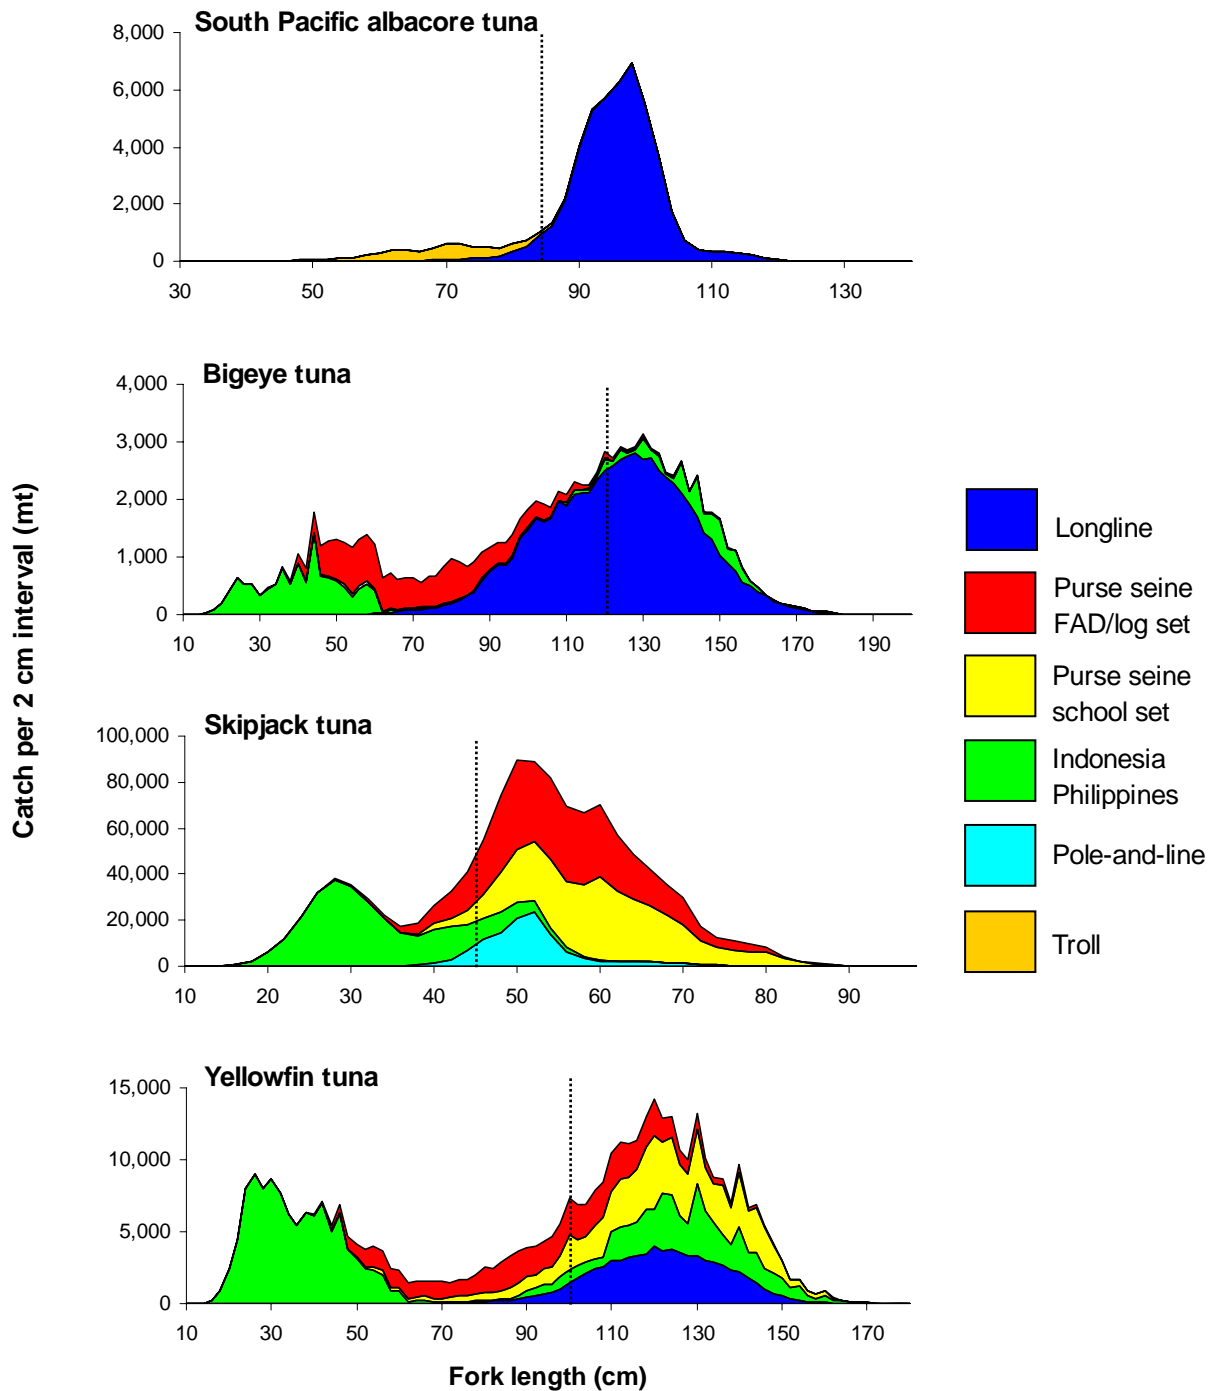 South Pacific albacore tuna
8,000
6,000
4,000
2,000
0
30 50 70 90 110 130
Bigeye tuna
4,000
3,000
2,000
1,000
0
10 30 50 70 90 110 130 150 170 190
Skipjack tuna
100,000
80,000
60,000
40,000
20,000
0
10 20 30 40 50 60 70 80 90
Yellowfin tuna
15,000
10,000
5,000
0
10 30 50 70 90 110 130 150 170
Fork length (cm)
Catch per 2 cm interval (mt)
Longline
Purse seine
FAD/log set
Purse seine
school set
Indonesia
Philippines
Pole-and-line
Troll